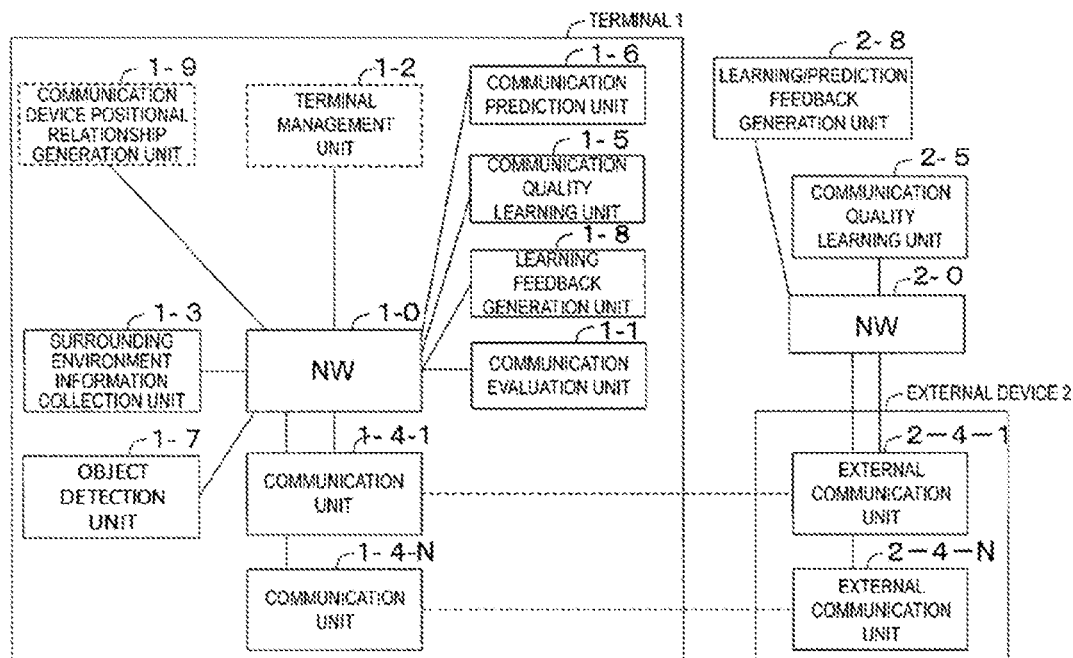 TERMINAL 1
1-9
COMMUNICATION
DEVICE POSITIONAL
RELATIONSHIP
GENERATION UNIT
1-2
TERMINAL
MANAGEMENT
UNIT
1-6
COMMUNICATION
PREDICTION UNIT
1-5
COMMUNICATION
QUALITY
LEARNING UNIT
1-8
LEARNING
FEEDBACK
GENERATION UNIT
1-1
COMMUNICATION
EVALUATION UNIT
1-3
SURROUNDING
ENVIRONMENT
INFORMATION
COLLECTION UNIT
1-0
NW
1-7
OBJECT
DETECTION
UNIT
1-4-1
COMMUNICATION
UNIT
1-4-N
COMMUNICATION
UNIT
2-8
LEARNING/PREDICTION
FEEDBACK
GENERATION UNIT
2-5
COMMUNICATION
QUALITY
LEARNING UNIT
2-0
NW
EXTERNAL DEVICE 2
2-4-1
EXTERNAL
COMMUNICATION
UNIT
2-4-N
EXTERNAL
COMMUNICATION
UNIT